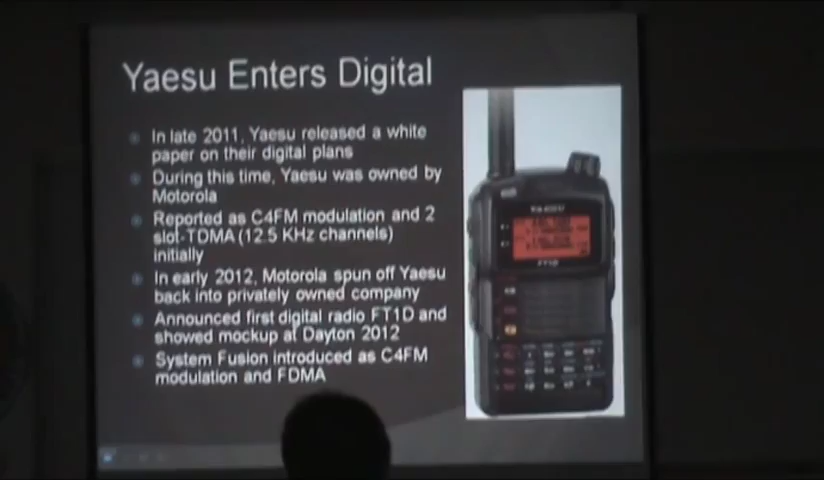 Yaesu Enters Digital
In late 2011, Yaesu released a white
paper on their digital plans
During this time, Yaesu was owned by
Motorola
Reported as C4FM modulation and 2
slot-TDMA (12.5 KHz channels)
initially
In early 2012, Motorola spun off Yaesu
back into privately owned company
Announced first digital radio FT1D and
showed mockup at Dayton 2012
System Fusion introduced as C4FM
modulation and FDMA
YAESU
FT1D